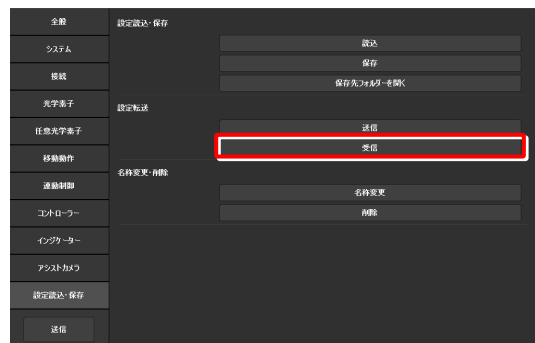 全般
システム
接続
光学素子
任意光学素子
移動動作
連動制御
コントローラー
インジケーター
アシストカメラ
設定読込・保存
送信
設定読込・保存
読込
保存
保存先フォルダーを開く
設定転送
送信
受信
名称変更・削除
名称変更
削除